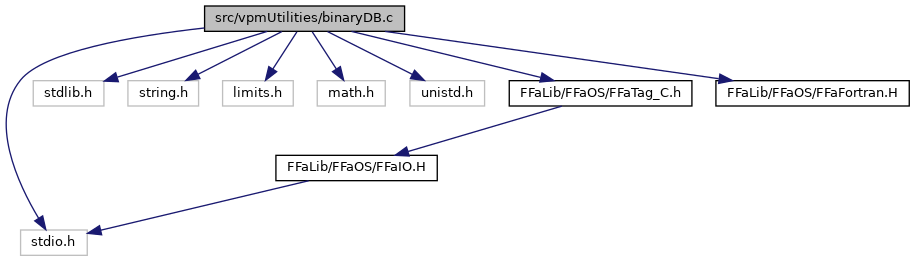 src/vpmUtilities/binaryDB.c
stdlib.h
string.h
limits.h
math.h
unistd.h
FFaLib/FFaOS/FFaTag_C.h
FFaLib/FFaOS/FFaFortran.H
FFaLib/FFaOS/FFaIO.H
stdio.h